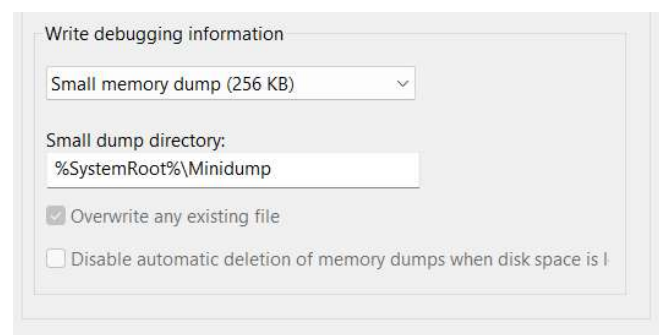 Write debugging information
Small memory dump (256 KB)
Small dump directory:
%SystemRoot%\Minidump
Overwrite any existing file
Disable automatic deletion of memory dumps when disk space is